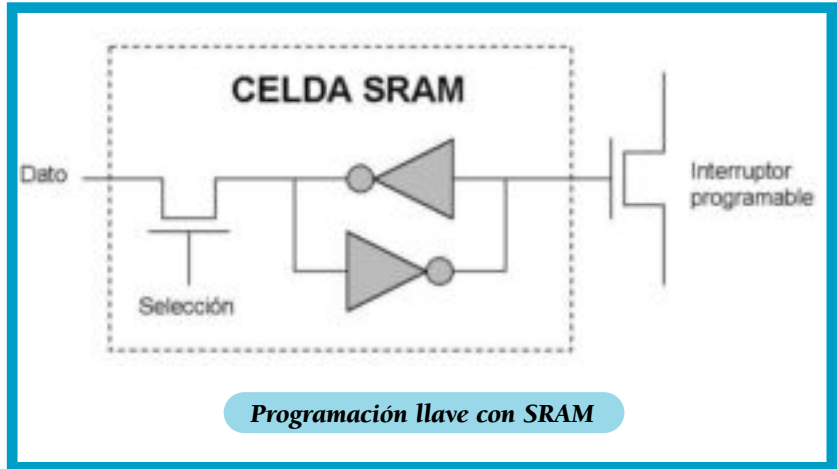 CELDA SRAM
Dato
Interruptor
programable
Selección
Programación llave con SRAM